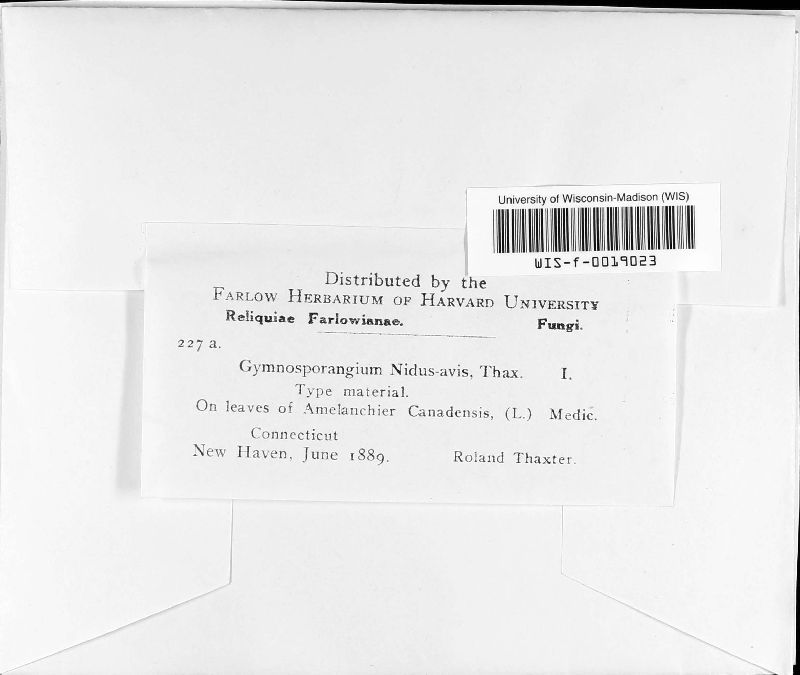 University of Wisconsin-Madison (WIS)
WIS-f-0019023
Distributed by the
FARLOW HERBARIUM OF HARVARD UNIVERSITY
Reliquiae Farlowianae. Fungi.
227 a.
Gymnosporangium Nidus-avis, Thax. I.
Type material.
On leaves of Amelanchier Canadensis, (L.) Medic.
Connecticut
New Haven, June 1889. Roland Thaxter.